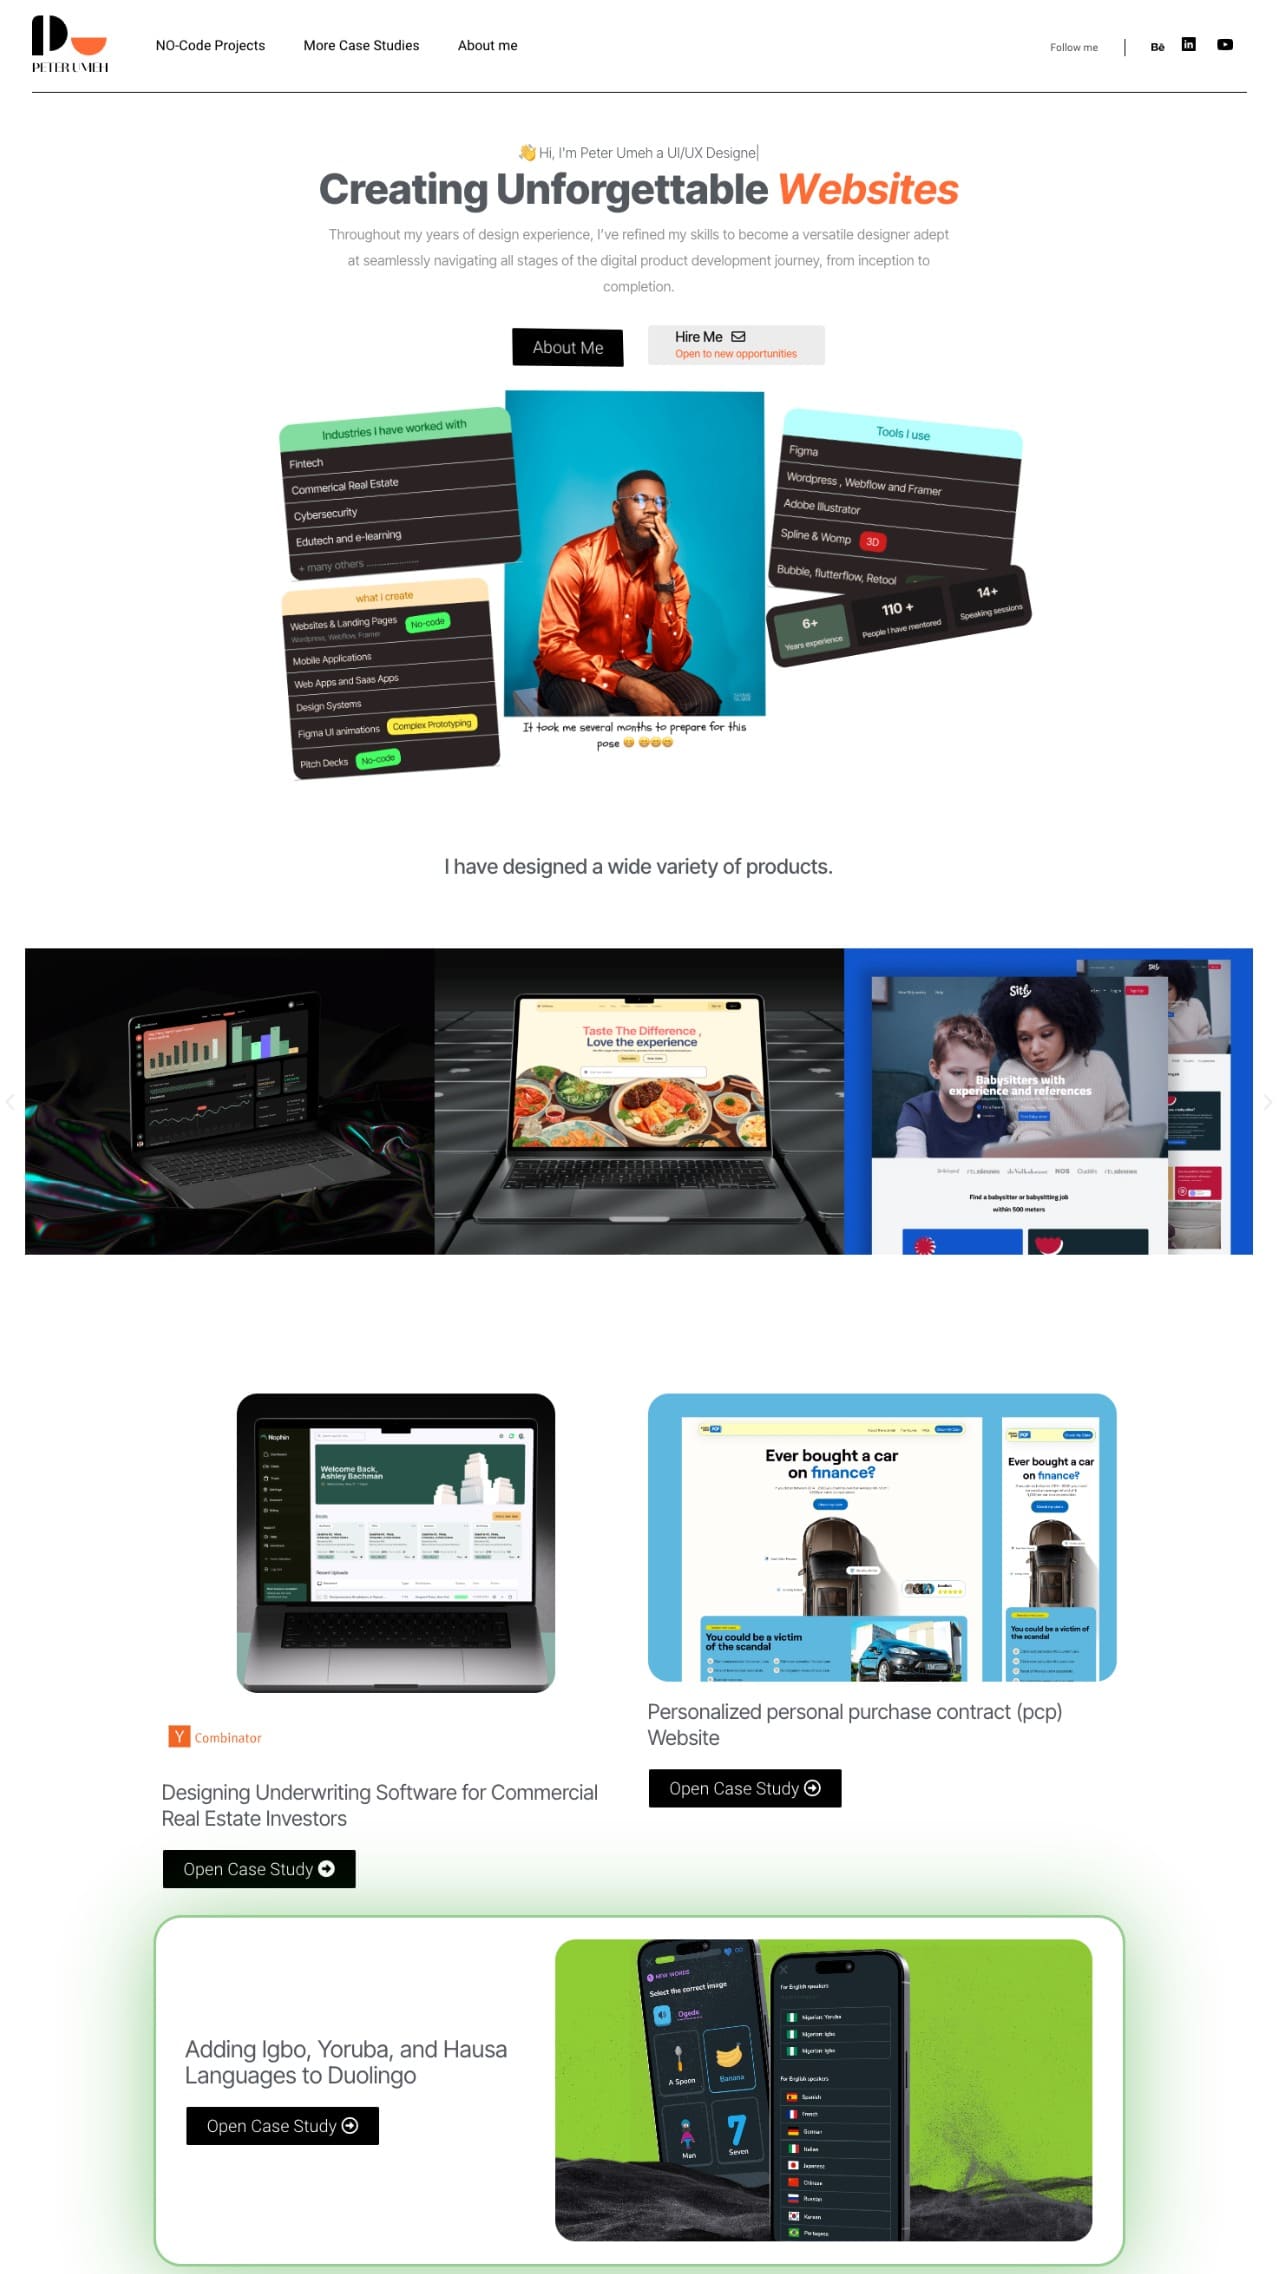 PETER UMEH
NO-Code Projects
More Case Studies
About me
Follow me
Bē
👋 Hi, I'm Peter Umeh a UI/UX Designe|
Creating Unforgettable Websites
Throughout my years of design experience, I've refined my skills to become a versatile designer adept
at seamlessly navigating all stages of the digital product development journey, from inception to
completion.
About Me
Hire Me
Open to new opportunities
Industries I have worked with
Fintech
Commerical Real Estate
Cybersecurity
Edutech and e-learning
+ many others ......................
what i create
Websites & Landing Pages
No-code
Wordpress, Webflow, Framer
Mobile Applications
Web Apps and Saas Apps
Design Systems
Figma UI animations
Complex Prototyping
Pitch Decks
No-code
Tools I use
Figma
Wordpress , Webflow and Framer
Adobe Illustrator
Spline & Womp
3D
Bubble, flutterflow, Retool
6+
Years experience
110 +
People I have mentored
14+
Speaking sessions
It took me several months to prepare for this
pose 😊 😊😊😊
I have designed a wide variety of products.
Taste The Difference ,
Love the experience
Sitly
Babysitters with
experience and references
NOS
Find a babysitter or babysitting job
within 500 meters
Nophin
Welcome Back,
Ashley Bachman
Recent Uploads
PCP
Ever bought a car
on finance?
You could be a victim
of the scandal
PCP
Ever bought a car
on finance?
You could be a victim of
the scandal
Y Combinator
Designing Underwriting Software for Commercial
Real Estate Investors
Open Case Study
Personalized personal purchase contract (pcp)
Website
Open Case Study
Adding Igbo, Yoruba, and Hausa
Languages to Duolingo
Open Case Study
NEW WORDS
Select the correct image
Ogede
A Spoon
Banana
Man
7
Seven
For English speakers
Nigerian: Yoruba
Nigerian: Igbo
Nigerian: Igbo
For English speakers
Spanish
French
German
Italian
Japanese
Chinese
Russian
Korean